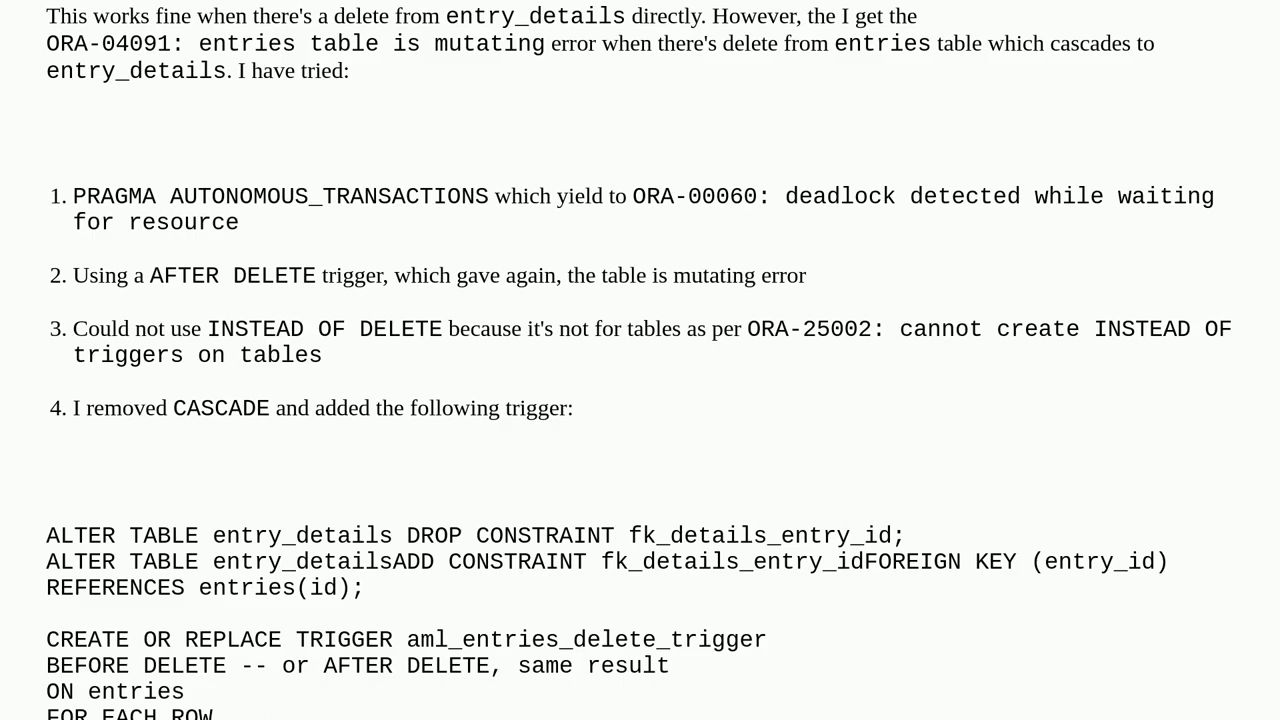 This works fine when there's a delete from entry_details directly. However, the I get the
ORA-04091: entries table is mutating error when there's delete from entries table which cascades to
entry_details. I have tried:
1. PRAGMA AUTONOMOUS_TRANSACTIONS which yield to ORA-00060: deadlock detected while waiting
for resource
2. Using a AFTER DELETE trigger, which gave again, the table is mutating error
3. Could not use INSTEAD OF DELETE because it's not for tables as per ORA-25002: cannot create INSTEAD OF
triggers on tables
4. I removed CASCADE and added the following trigger:
ALTER TABLE entry_details DROP CONSTRAINT fk_details_entry_id;
ALTER TABLE entry_detailsADD CONSTRAINT fk_details_entry_idFOREIGN KEY (entry_id)
REFERENCES entries(id);
CREATE OR REPLACE TRIGGER aml_entries_delete_trigger
BEFORE DELETE -- or AFTER DELETE, same result
ON entries
FOR EACH ROW